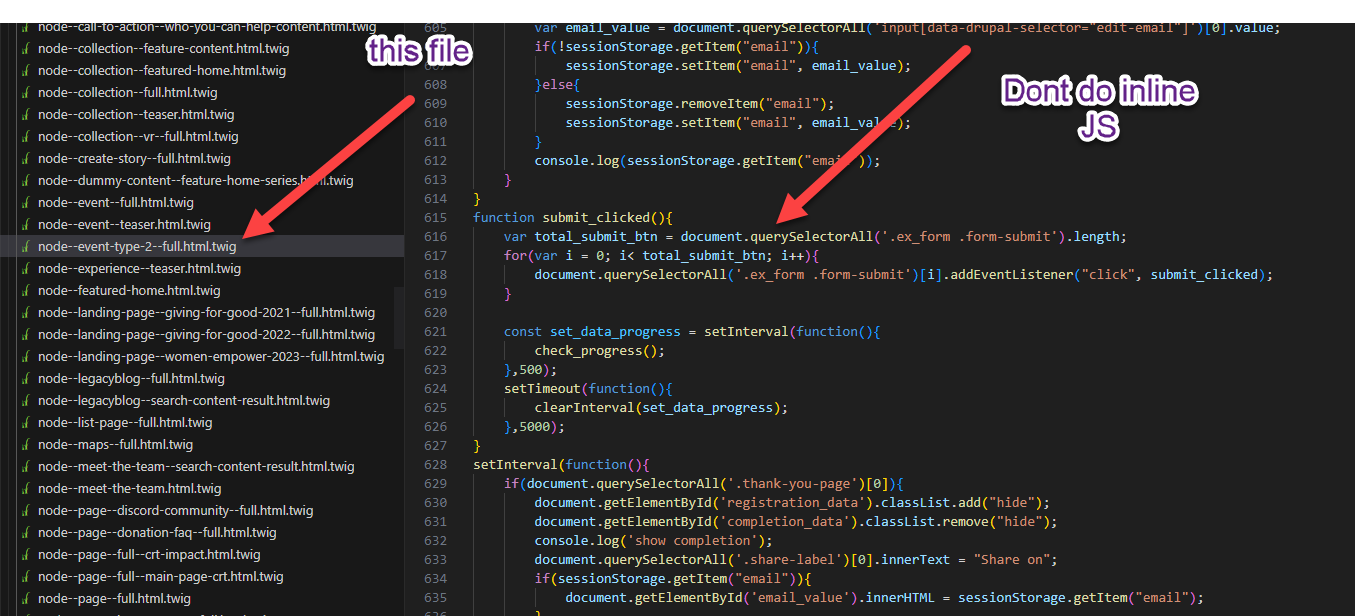 node--call-to-action--who-you-can-help-content.html.twig
node--collection--feature-content.html.twig
node--collection--featured-home.html.twig
node--collection--full.html.twig
node--collection--teaser.html.twig
node--collection--vr--full.html.twig
node--create-story--full.html.twig
node--dummy-content--feature-home-series.html.twig
node--event--full.html.twig
node--event--teaser.html.twig
node--event-type-2--full.html.twig
node--experience--teaser.html.twig
node--featured-home.html.twig
node--landing-page--giving-for-good-2021--full.html.twig
node--landing-page--giving-for-good-2022--full.html.twig
node--landing-page--women-empower-2023--full.html.twig
node--legacyblog--full.html.twig
node--legacyblog--search-content-result.html.twig
node--list-page--full.html.twig
node--maps--full.html.twig
node--meet-the-team--search-content-result.html.twig
node--meet-the-team.html.twig
node--page--discord-community--full.html.twig
node--page--donation-faq--full.html.twig
node--page--full--crt-impact.html.twig
node--page--full--main-page-crt.html.twig
node--page--full.html.twig
this file
Dont do inline
JS
605 var email_value = document.querySelectorAll('input[data-drupal-selector="edit-email"]')[0].value;
if(!sessionStorage.getItem("email")){
607 sessionStorage.setItem("email", email_value);
608 }else{
609 sessionStorage.removeItem("email");
610 sessionStorage.setItem("email", email_value);
611 }
612 console.log(sessionStorage.getItem("email"));
613 }
614 }
615 function submit_clicked(){
616 var total_submit_btn = document.querySelectorAll('.ex_form .form-submit').length;
617 for(var i = 0; i< total_submit_btn; i++){
618 document.querySelectorAll('.ex_form .form-submit')[i].addEventListener("click", submit_clicked);
619 }
620
621 const set_data_progress = setInterval(function(){
622 check_progress();
623 },500);
624 setTimeout(function(){
625 clearInterval(set_data_progress);
626 },5000);
627 }
628 setInterval(function(){
629 if(document.querySelectorAll('.thank-you-page')[0]){
630 document.getElementById('registration_data').classList.add("hide");
631 document.getElementById('completion_data').classList.remove("hide");
632 console.log('show completion');
633 document.querySelectorAll('.share-label')[0].innerText = "Share on";
634 if(sessionStorage.getItem("email")){
635 document.getElementById('email_value').innerHTML = sessionStorage.getItem("email");
636 }